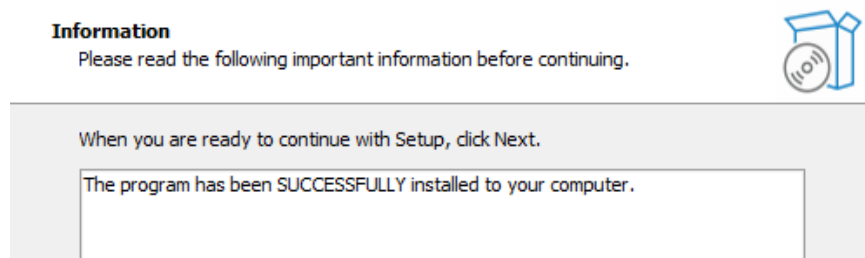 Information
Please read the following important information before continuing.
When you are ready to continue with Setup, click Next.
The program has been SUCCESSFULLY installed to your computer.